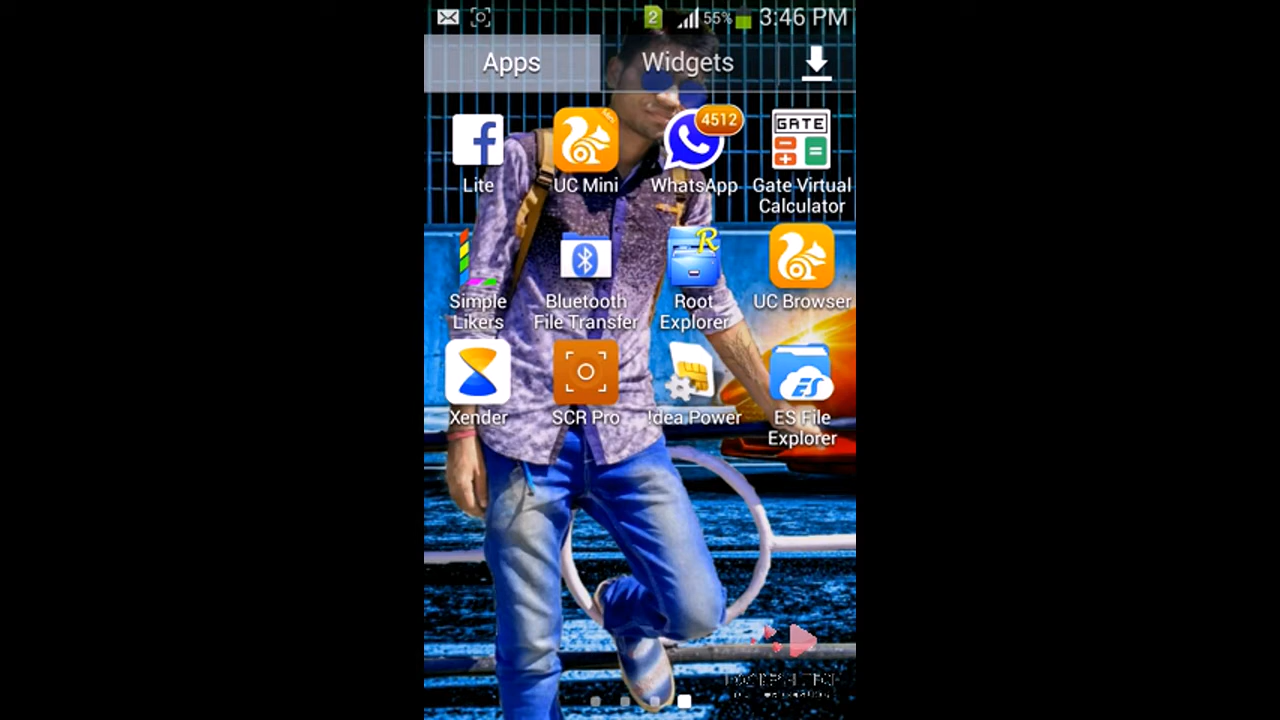 2 55% 3:46 PM
Apps Widgets
4512
GATE
Lite UC Mini WhatsApp Gate Virtual
Calculator
R
Simple Bluetooth Root UC Browser
Likers File Transfer Explorer
ES
Xender SCR Pro !dea Power ES File
Explorer